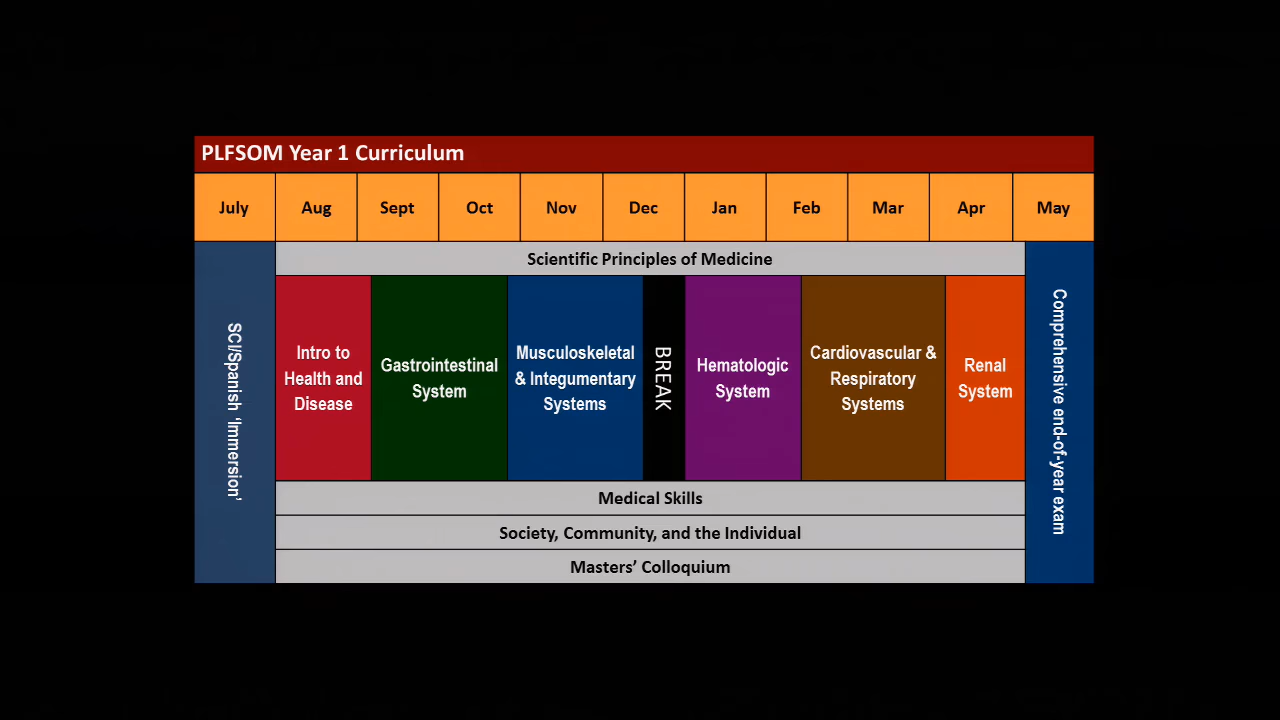 PLFSOM Year 1 Curriculum
July
Aug
Sept
Oct
Nov
Dec
Jan
Feb
Mar
Apr
May
Scientific Principles of Medicine
SCI/Spanish ‘Immersion’
Intro to
Health and
Disease
Gastrointestinal
System
Musculoskeletal
& Integumentary
Systems
BREAK
Hematologic
System
Cardiovascular &
Respiratory
Systems
Renal
System
Comprehensive end-of-year exam
Medical Skills
Society, Community, and the Individual
Masters’ Colloquium